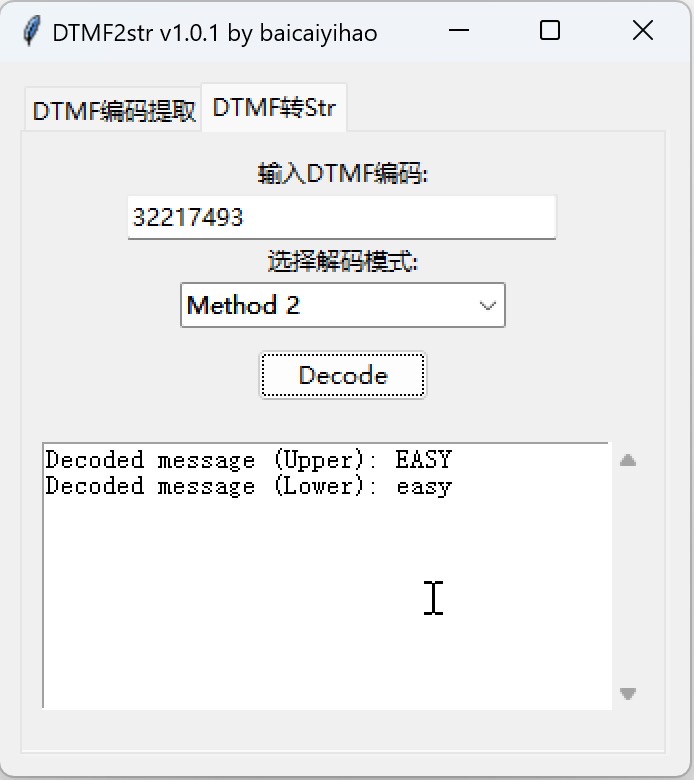 DTMF2str v1.0.1 by baicaiyihao
DTMF编码提取 DTMF转Str
输入DTMF编码:
32217493
选择解码模式:
Method 2
Decode
Decoded message (Upper): EASY
Decoded message (Lower): easy